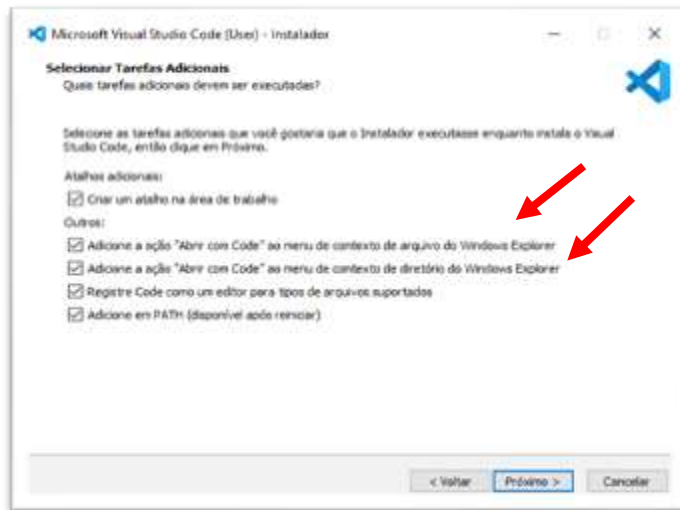 Microsoft Visual Studio Code (User) - Instalador
Selecionar Tarefas Adicionais
Quais tarefas adicionais devem ser executadas?
Selecione as tarefas adicionais que você gostaria que o Instalador executasse enquanto instala o Visual
Studio Code, então clique em Próximo.
Atalhos adicionais:
Criar um atalho na área de trabalho
Outros:
Adicione a ação "Abrir com Code" ao menu de contexto de arquivo do Windows Explorer
Adicione a ação "Abrir com Code" ao menu de contexto de diretório do Windows Explorer
Registre Code como um editor para tipos de arquivos suportados
Adicione em PATH (disponível após reiniciar)
< Voltar
Próximo >
Cancelar